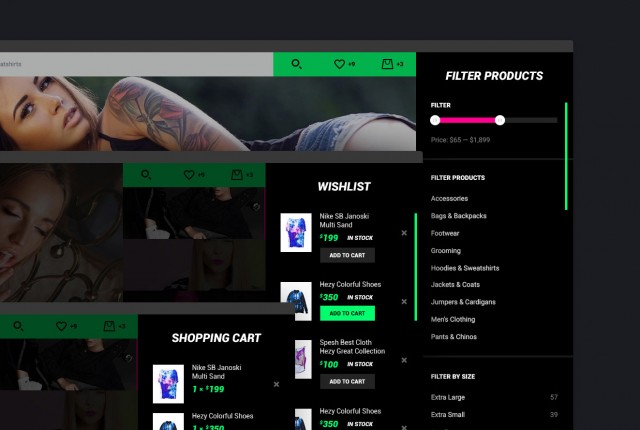 +9
+3
FILTER PRODUCTS
FILTER
Price: $65 — $1,899
FILTER PRODUCTS
Accessories
Bags & Backpacks
Footwear
Grooming
Hoodies & Sweatshirts
Jackets & Coats
Jumpers & Cardigans
Men's Clothing
Pants & Chinos
FILTER BY SIZE
Extra Large 57
Extra Small 39
+9
+3
WISHLIST
Nike SB Janoski
Multi Sand
$199 IN STOCK
ADD TO CART
Hezy Colorful Shoes
$350 IN STOCK
ADD TO CART
Spesh Best Cloth
Hezy Great Collection
$100 IN STOCK
ADD TO CART
Hezy Colorful Shoes
$350 IN STOCK
+9
+3
SHOPPING CART
Nike SB Janoski
Multi Sand
1 × $199
Hezy Colorful Shoes
1 × $350